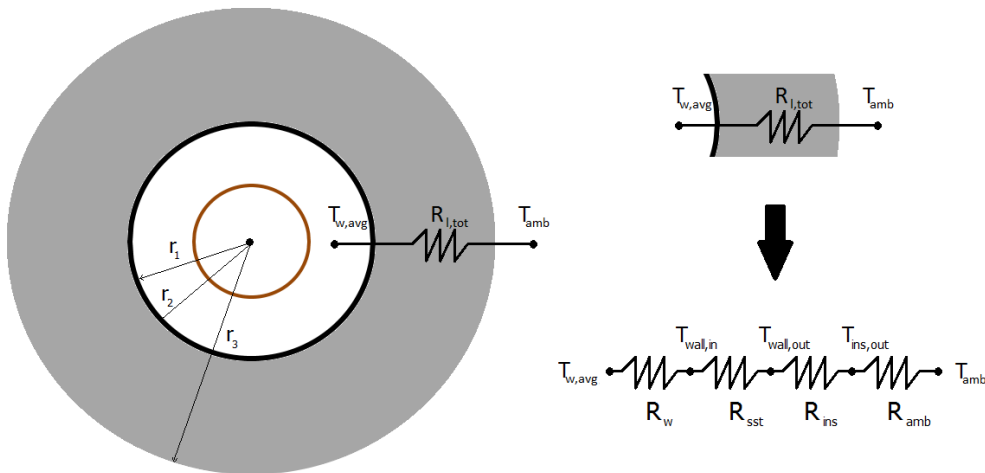 T_w,avg
R_l,tot
T_amb
r_1
r_2
r_3
T_w,avg
R_l,tot
T_amb
T_w,avg
T_wall,in
T_wall,out
T_ins,out
T_amb
R_w
R_sst
R_ins
R_amb